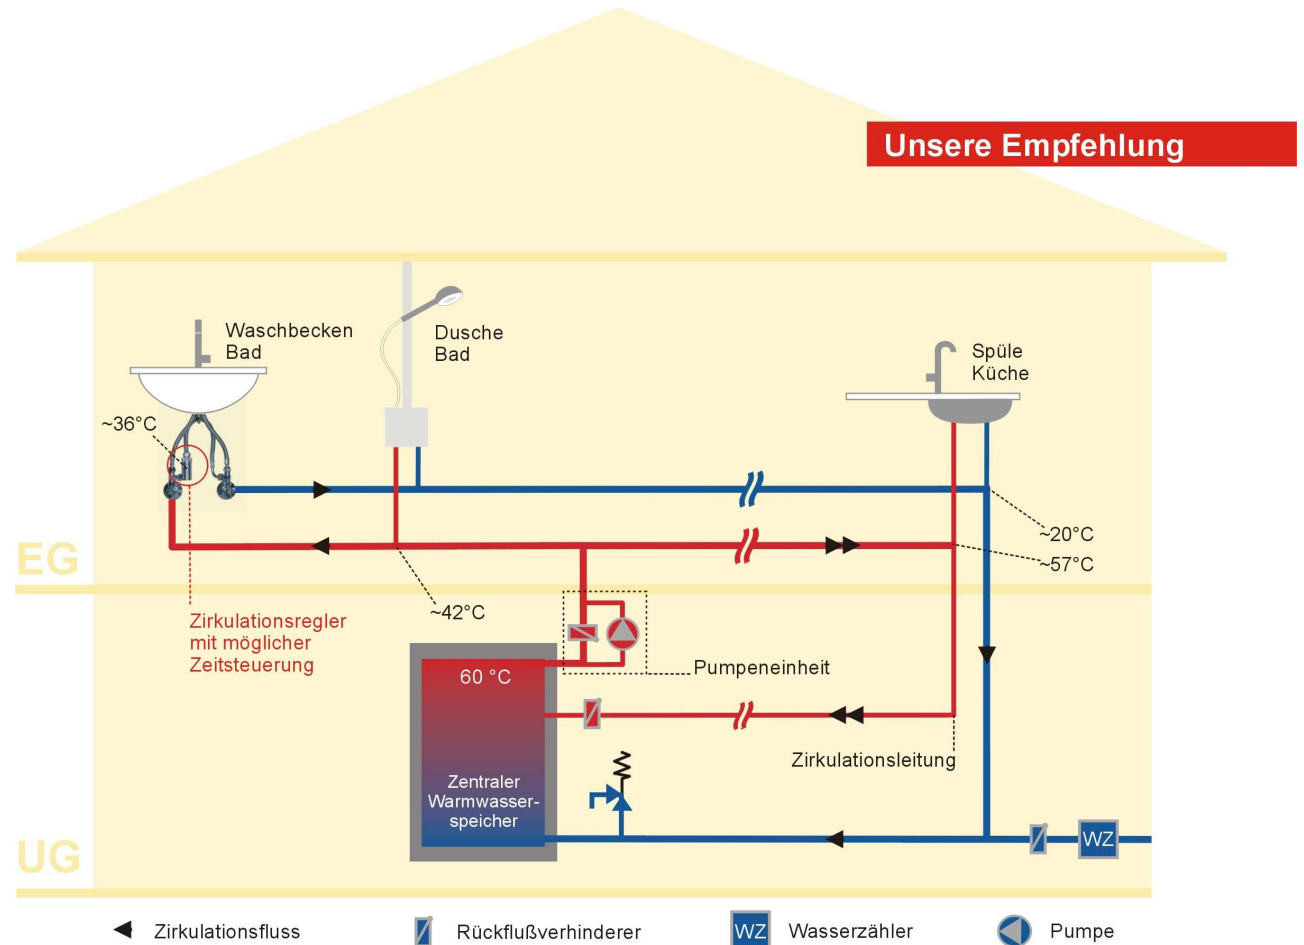 Unsere Empfehlung
Waschbecken
Bad
Dusche
Bad
Spüle
Küche
~36°C
~20°C
~57°C
EG
~42°C
Zirkulationsregler
mit möglicher
Zeitsteuerung
60 °C
Pumpeneinheit
Zirkulationsleitung
Zentraler
Warmwasser-
speicher
UG
WZ
Zirkulationsfluss
Rückflußverhinderer
WZ Wasserzähler
Pumpe